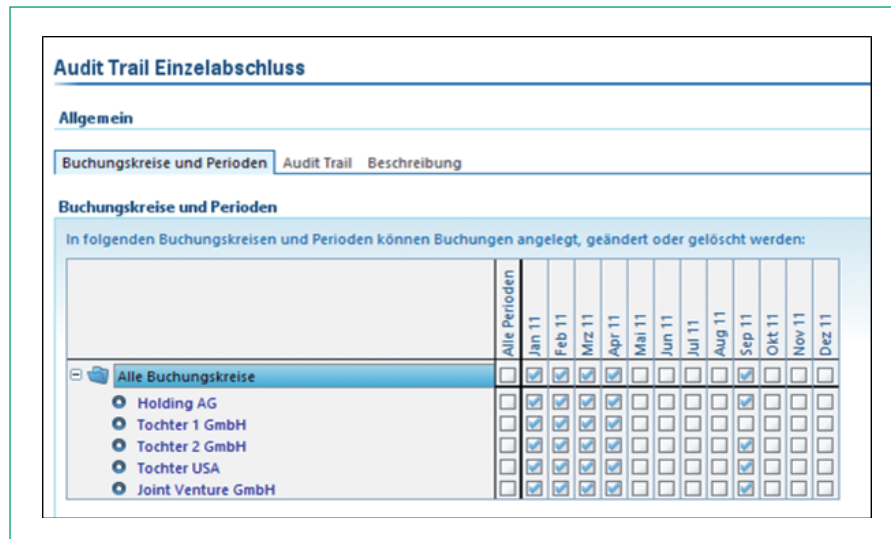 Audit Trail Einzelabschluss
Allgemein
Buchungskreise und Perioden Audit Trail Beschreibung
Buchungskreise und Perioden
In folgenden Buchungskreisen und Perioden können Buchungen angelegt, geändert oder gelöscht werden:
Alle Perioden Jan 11 Feb 11 Mrz 11 Apr 11 Mai 11 Jun 11 Jul 11 Aug 11 Sep 11 Okt 11 Nov 11 Dez 11
Alle Buchungskreise
Holding AG
Tochter 1 GmbH
Tochter 2 GmbH
Tochter USA
Joint Venture GmbH